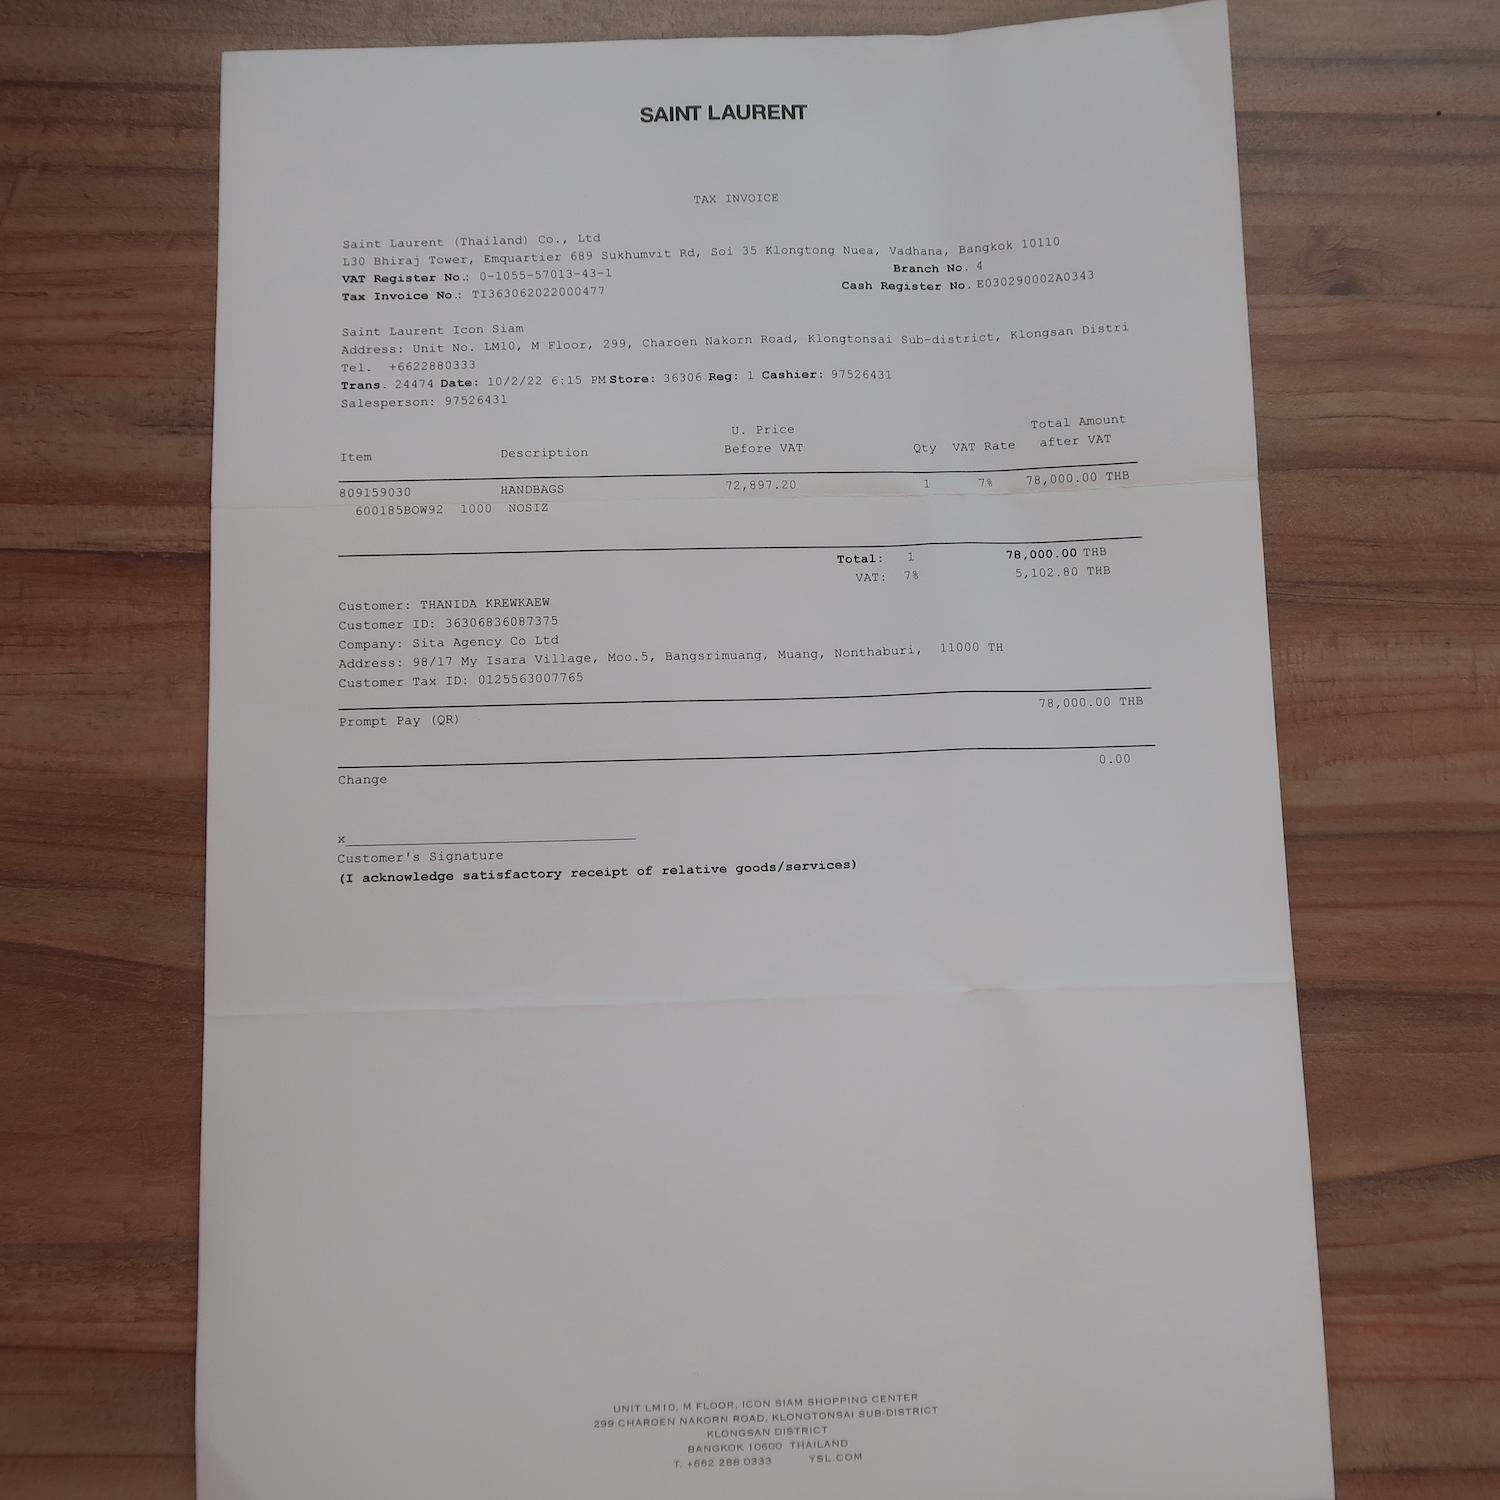 SAINT LAURENT
TAX INVOICE
Saint Laurent (Thailand) Co., Ltd
L30 Bhiraj Tower, Emquartier 689 Sukhumvit Rd, Soi 35 Klongtong Nuea, Vadhana, Bangkok 10110
VAT Register No.: 0-1055-57013-43-1 Branch No. 4
Tax Invoice No.: TI363062022000477 Cash Register No. E030290002A0343
Saint Laurent Icon Siam
Address: Unit No. LM10, M Floor, 299, Charoen Nakorn Road, Klongtonsai Sub-district, Klongsan Distri
Tel. +6622880333
Trans. 24474 Date: 10/2/22 6:15 PM Store: 36306 Reg: 1 Cashier: 97526431
Salesperson: 97526431
U. Price Total Amount
Item Description Before VAT Qty VAT Rate after VAT
809159030 HANDBAGS 72,897.20 1 7% 78,000.00 THB
600185BOW92 1000 NOSIZ
Total: 1 78,000.00 THB
VAT: 7% 5,102.80 THB
Customer: THANIDA KREWKAEW
Customer ID: 36306836087375
Company: Sita Agency Co Ltd
Address: 98/17 My Isara Village, Moo.5, Bangsrimuang, Muang, Nonthaburi, 11000 TH
Customer Tax ID: 0125563007765
Prompt Pay (QR) 78,000.00 THB
Change 0.00
x
Customer's Signature
(I acknowledge satisfactory receipt of relative goods/services)
UNIT LM10, M FLOOR, ICON SIAM SHOPPING CENTER
299 CHAROEN NAKORN ROAD, KLONGTONSAI SUB-DISTRICT
KLONGSAN DISTRICT
BANGKOK 10600 THAILAND
T. +662 288 0333 YSL.COM